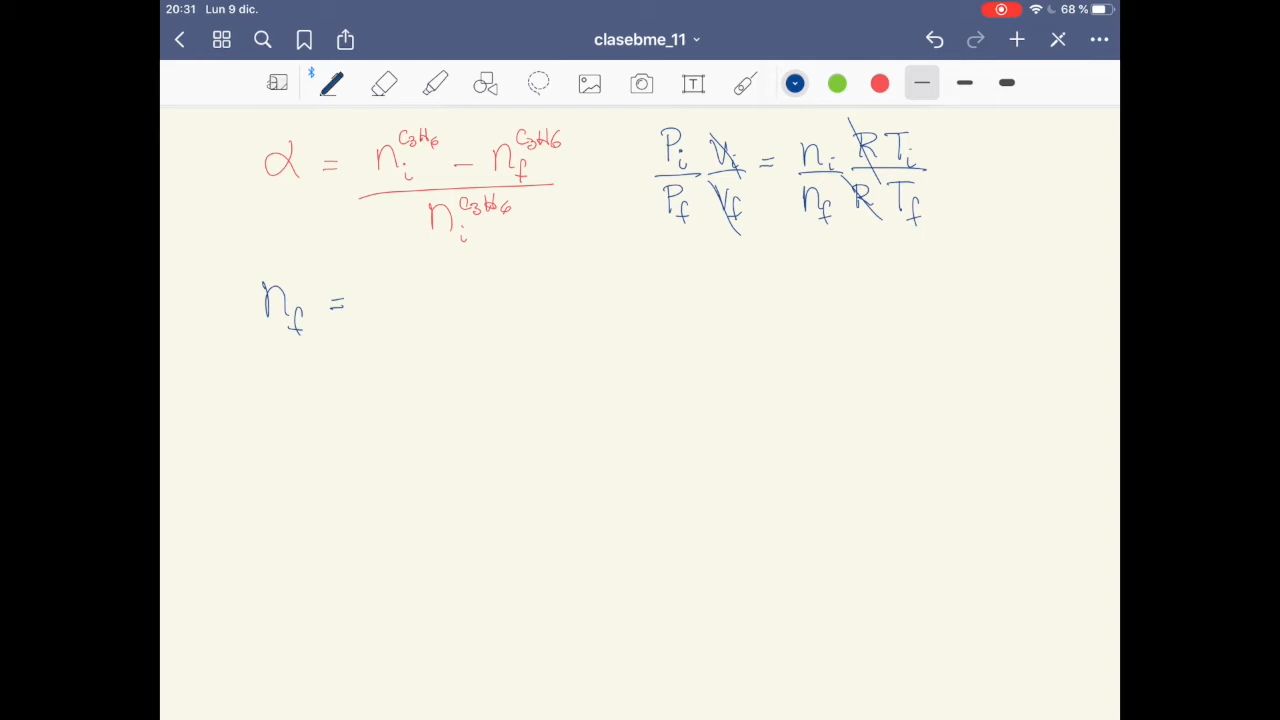 20:31 Lun 9 dic. 68 %
clasebme_11
α = (n_i^{C3H6} - n_f^{C3H6}) / n_i^{C3H6}
P_i V_i / P_f V_f = n_i R T_i / n_f R T_f
n_f =